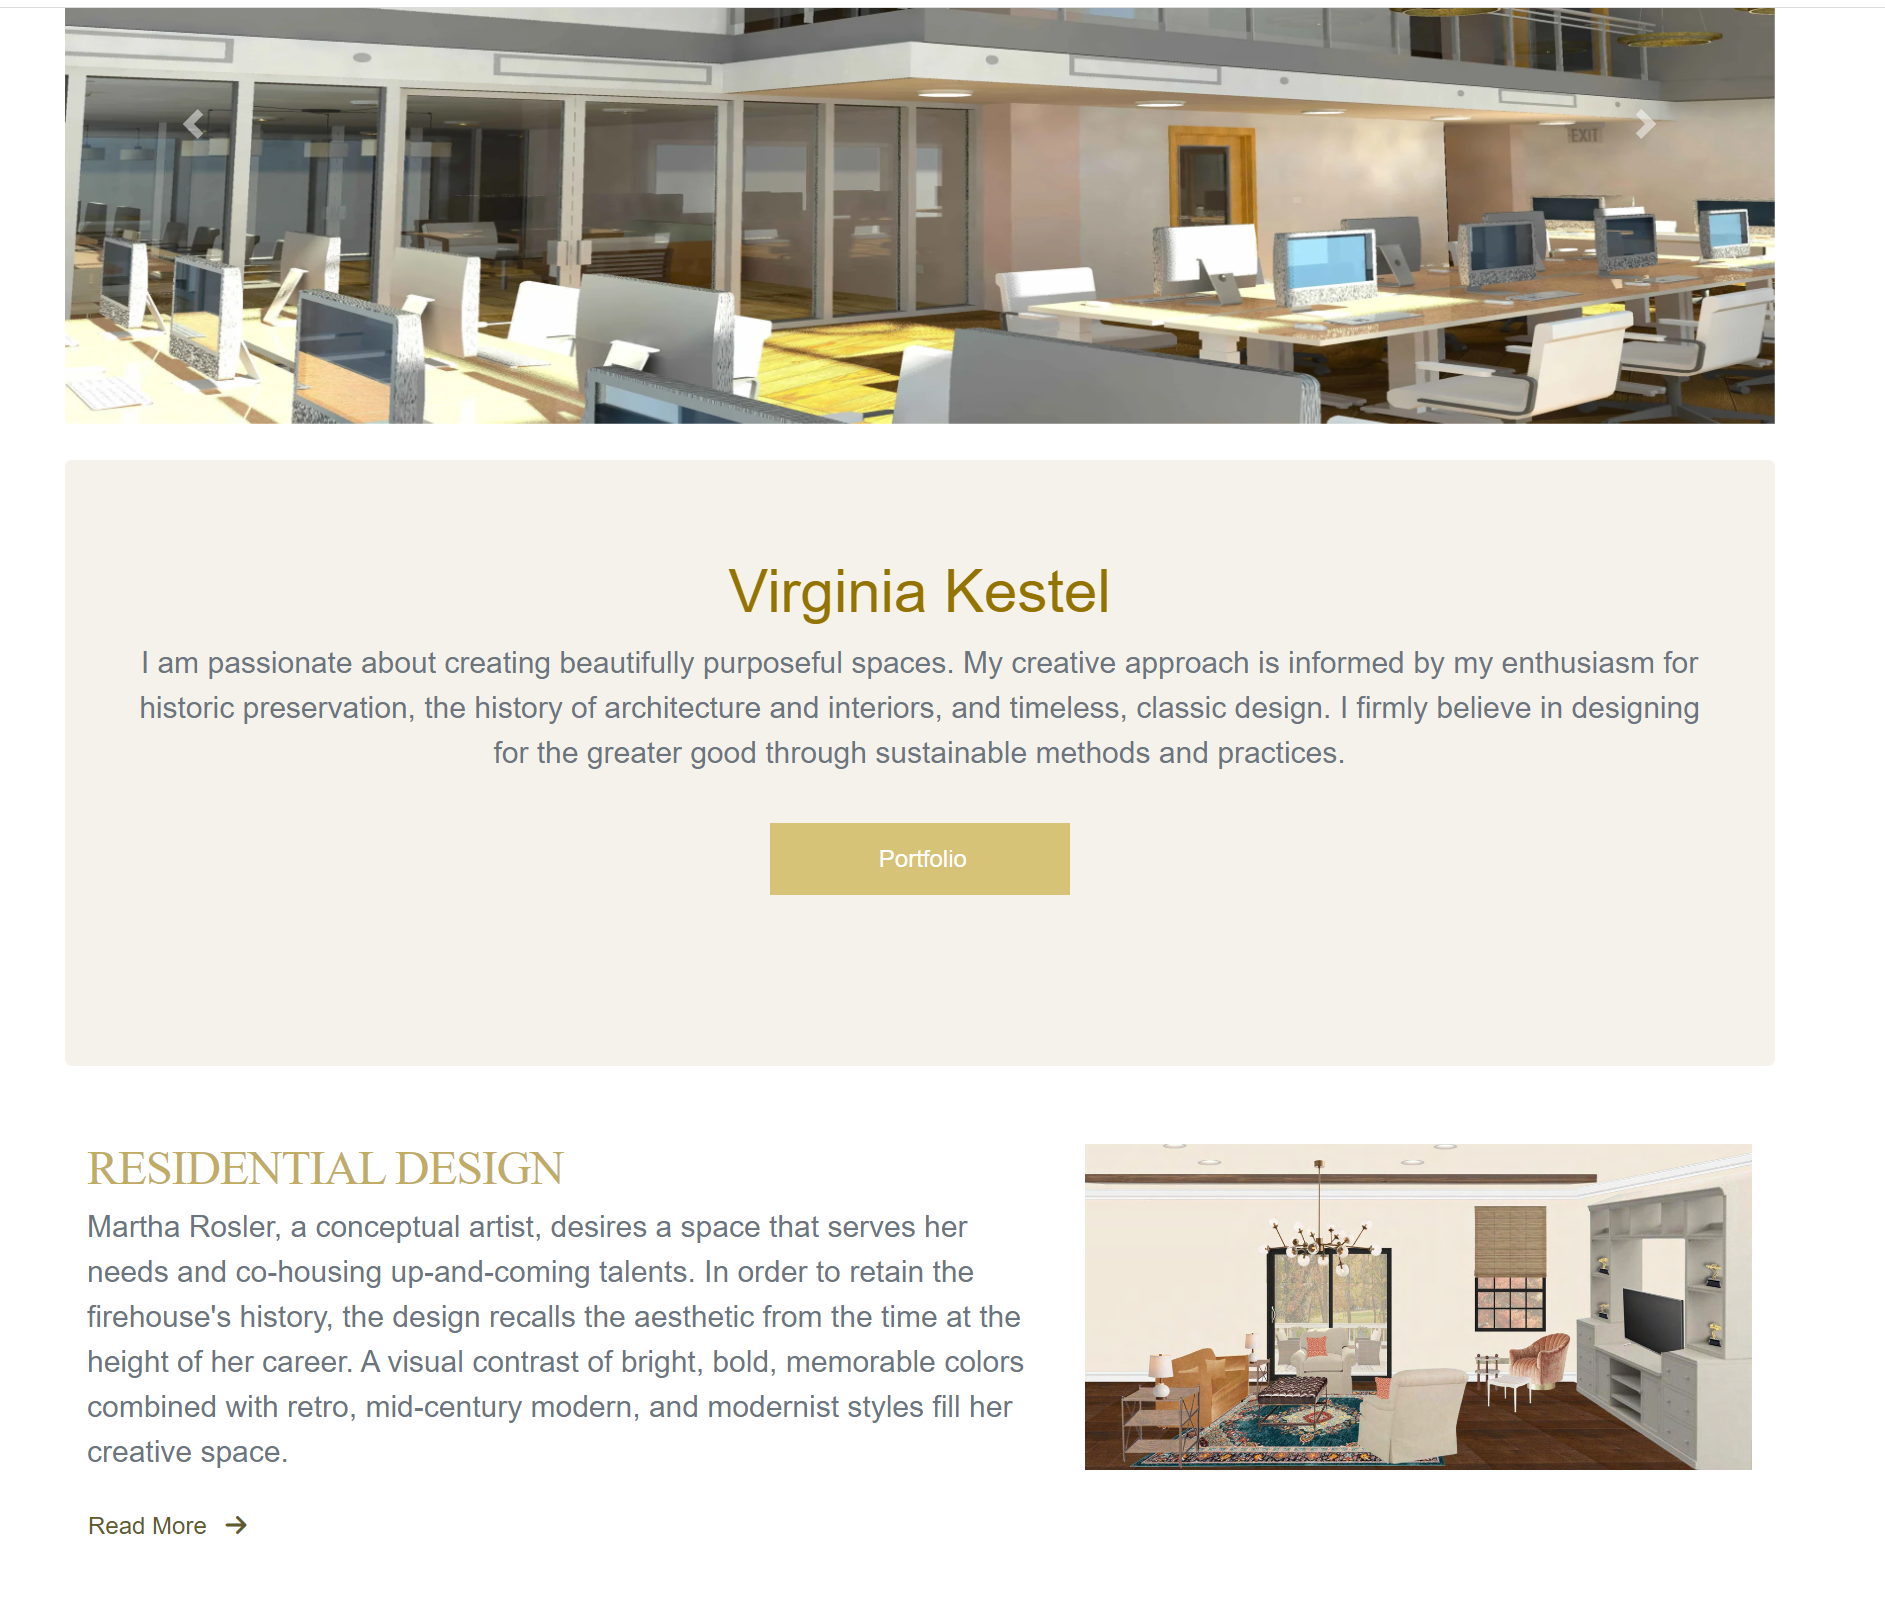 EXIT
Virginia Kestel
I am passionate about creating beautifully purposeful spaces. My creative approach is informed by my enthusiasm for
historic preservation, the history of architecture and interiors, and timeless, classic design. I firmly believe in designing
for the greater good through sustainable methods and practices.
Portfolio
RESIDENTIAL DESIGN
Martha Rosler, a conceptual artist, desires a space that serves her
needs and co-housing up-and-coming talents. In order to retain the
firehouse's history, the design recalls the aesthetic from the time at the
height of her career. A visual contrast of bright, bold, memorable colors
combined with retro, mid-century modern, and modernist styles fill her
creative space.
Read More